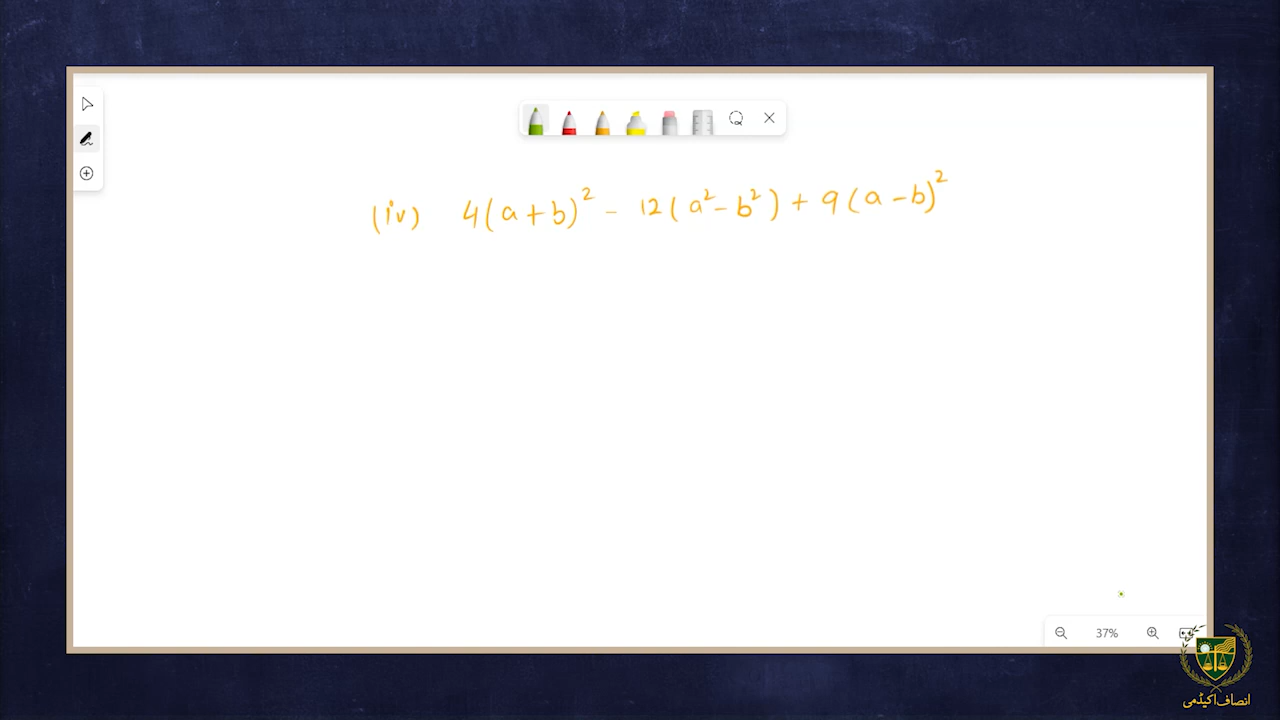 (iv) 4(a+b)² - 12(a²-b²) + 9(a-b)²
37%
انصاف اکیڈمی